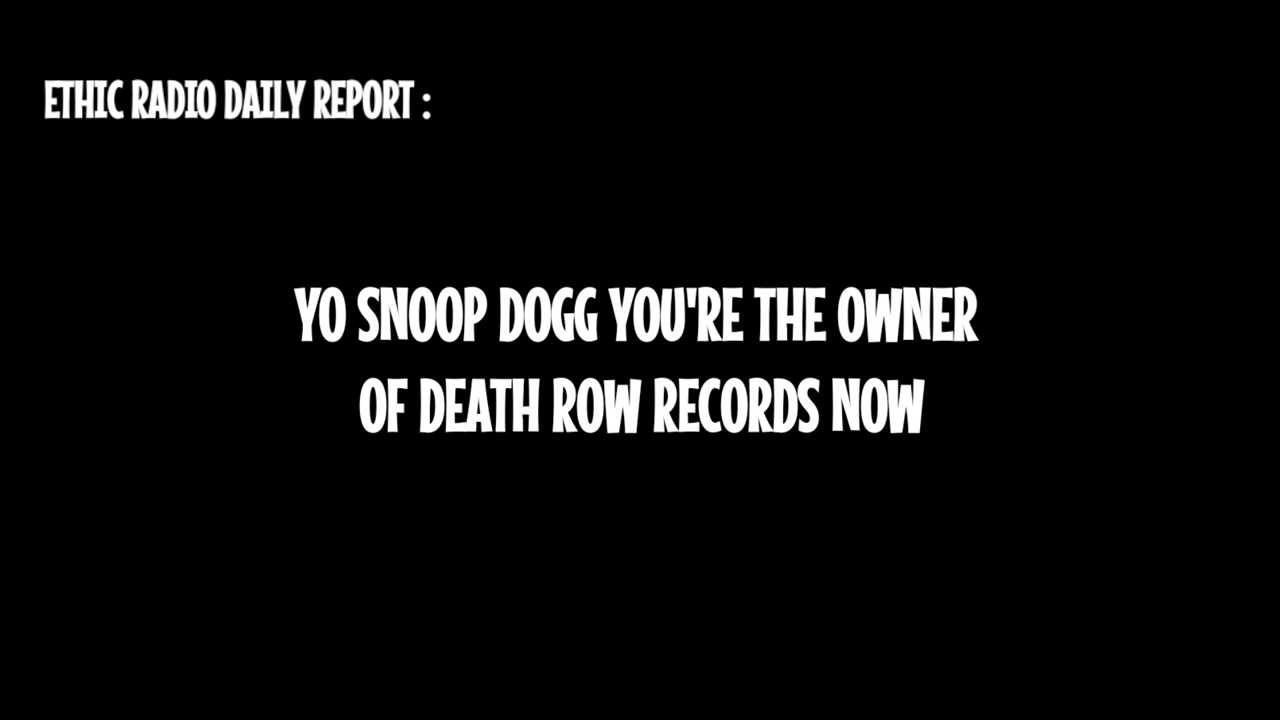 ETHIC RADIO DAILY REPORT :
YO SNOOP DOGG YOU'RE THE OWNER
OF DEATH ROW RECORDS NOW